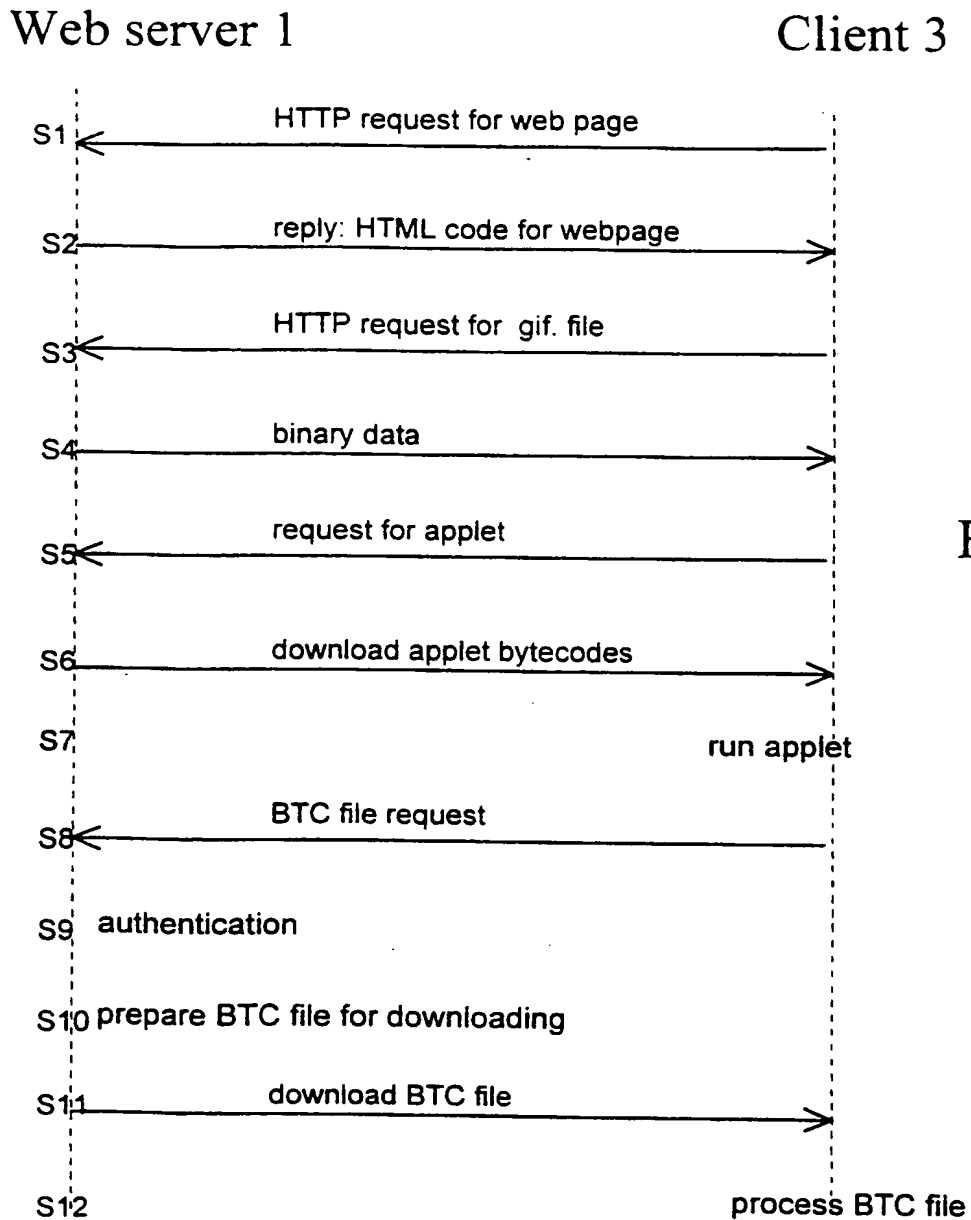 Web server 1 Client 3
S1 HTTP request for web page
S2 reply: HTML code for webpage
S3 HTTP request for gif. file
S4 binary data
S5 request for applet
S6 download applet bytecodes
S7 run applet
S8 BTC file request
S9 authentication
S10 prepare BTC file for downloading
S11 download BTC file
S12 process BTC file